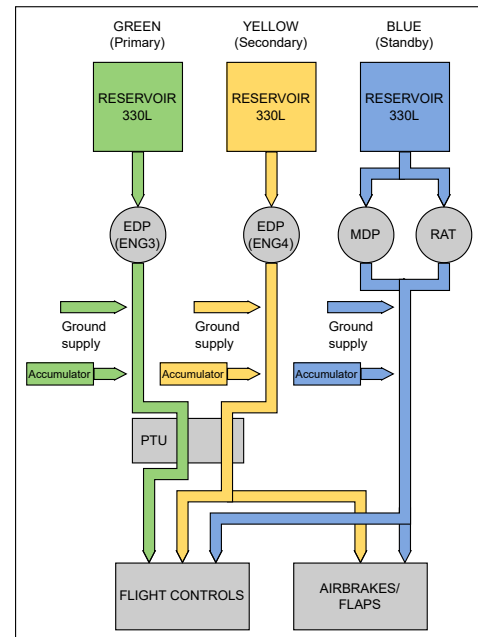 GREEN
(Primary)
YELLOW
(Secondary)
BLUE
(Standby)
RESERVOIR
330L
RESERVOIR
330L
RESERVOIR
330L
EDP
(ENG3)
EDP
(ENG4)
MDP
RAT
Ground
supply
Ground
supply
Ground
supply
Accumulator
Accumulator
Accumulator
PTU
FLIGHT CONTROLS
AIRBRAKES/
FLAPS